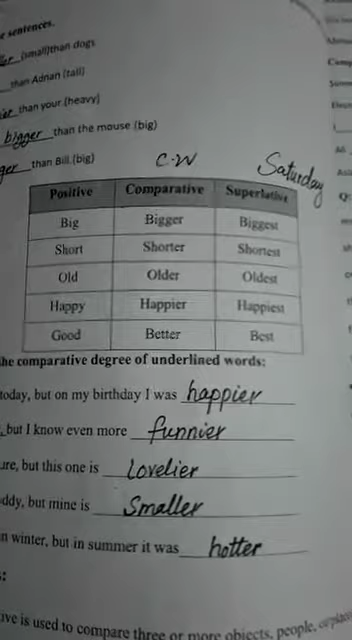 sentences.
(small)than dogs
than Adnan (tall)
than your (heavy)
bigger than the mouse (big)
than Bill (big)
C.W
Saturday
Positive Comparative Superlative
Big Bigger Biggest
Short Shorter Shortest
Old Older Oldest
Happy Happier Happiest
Good Better Best
the comparative degree of underlined words:
today, but on my birthday I was happier
, but I know even more funnier
ure, but this one is Lovelier
ddy, but mine is Smaller
n winter, but in summer it was hotter
ive is used to compare three or more objects, people,